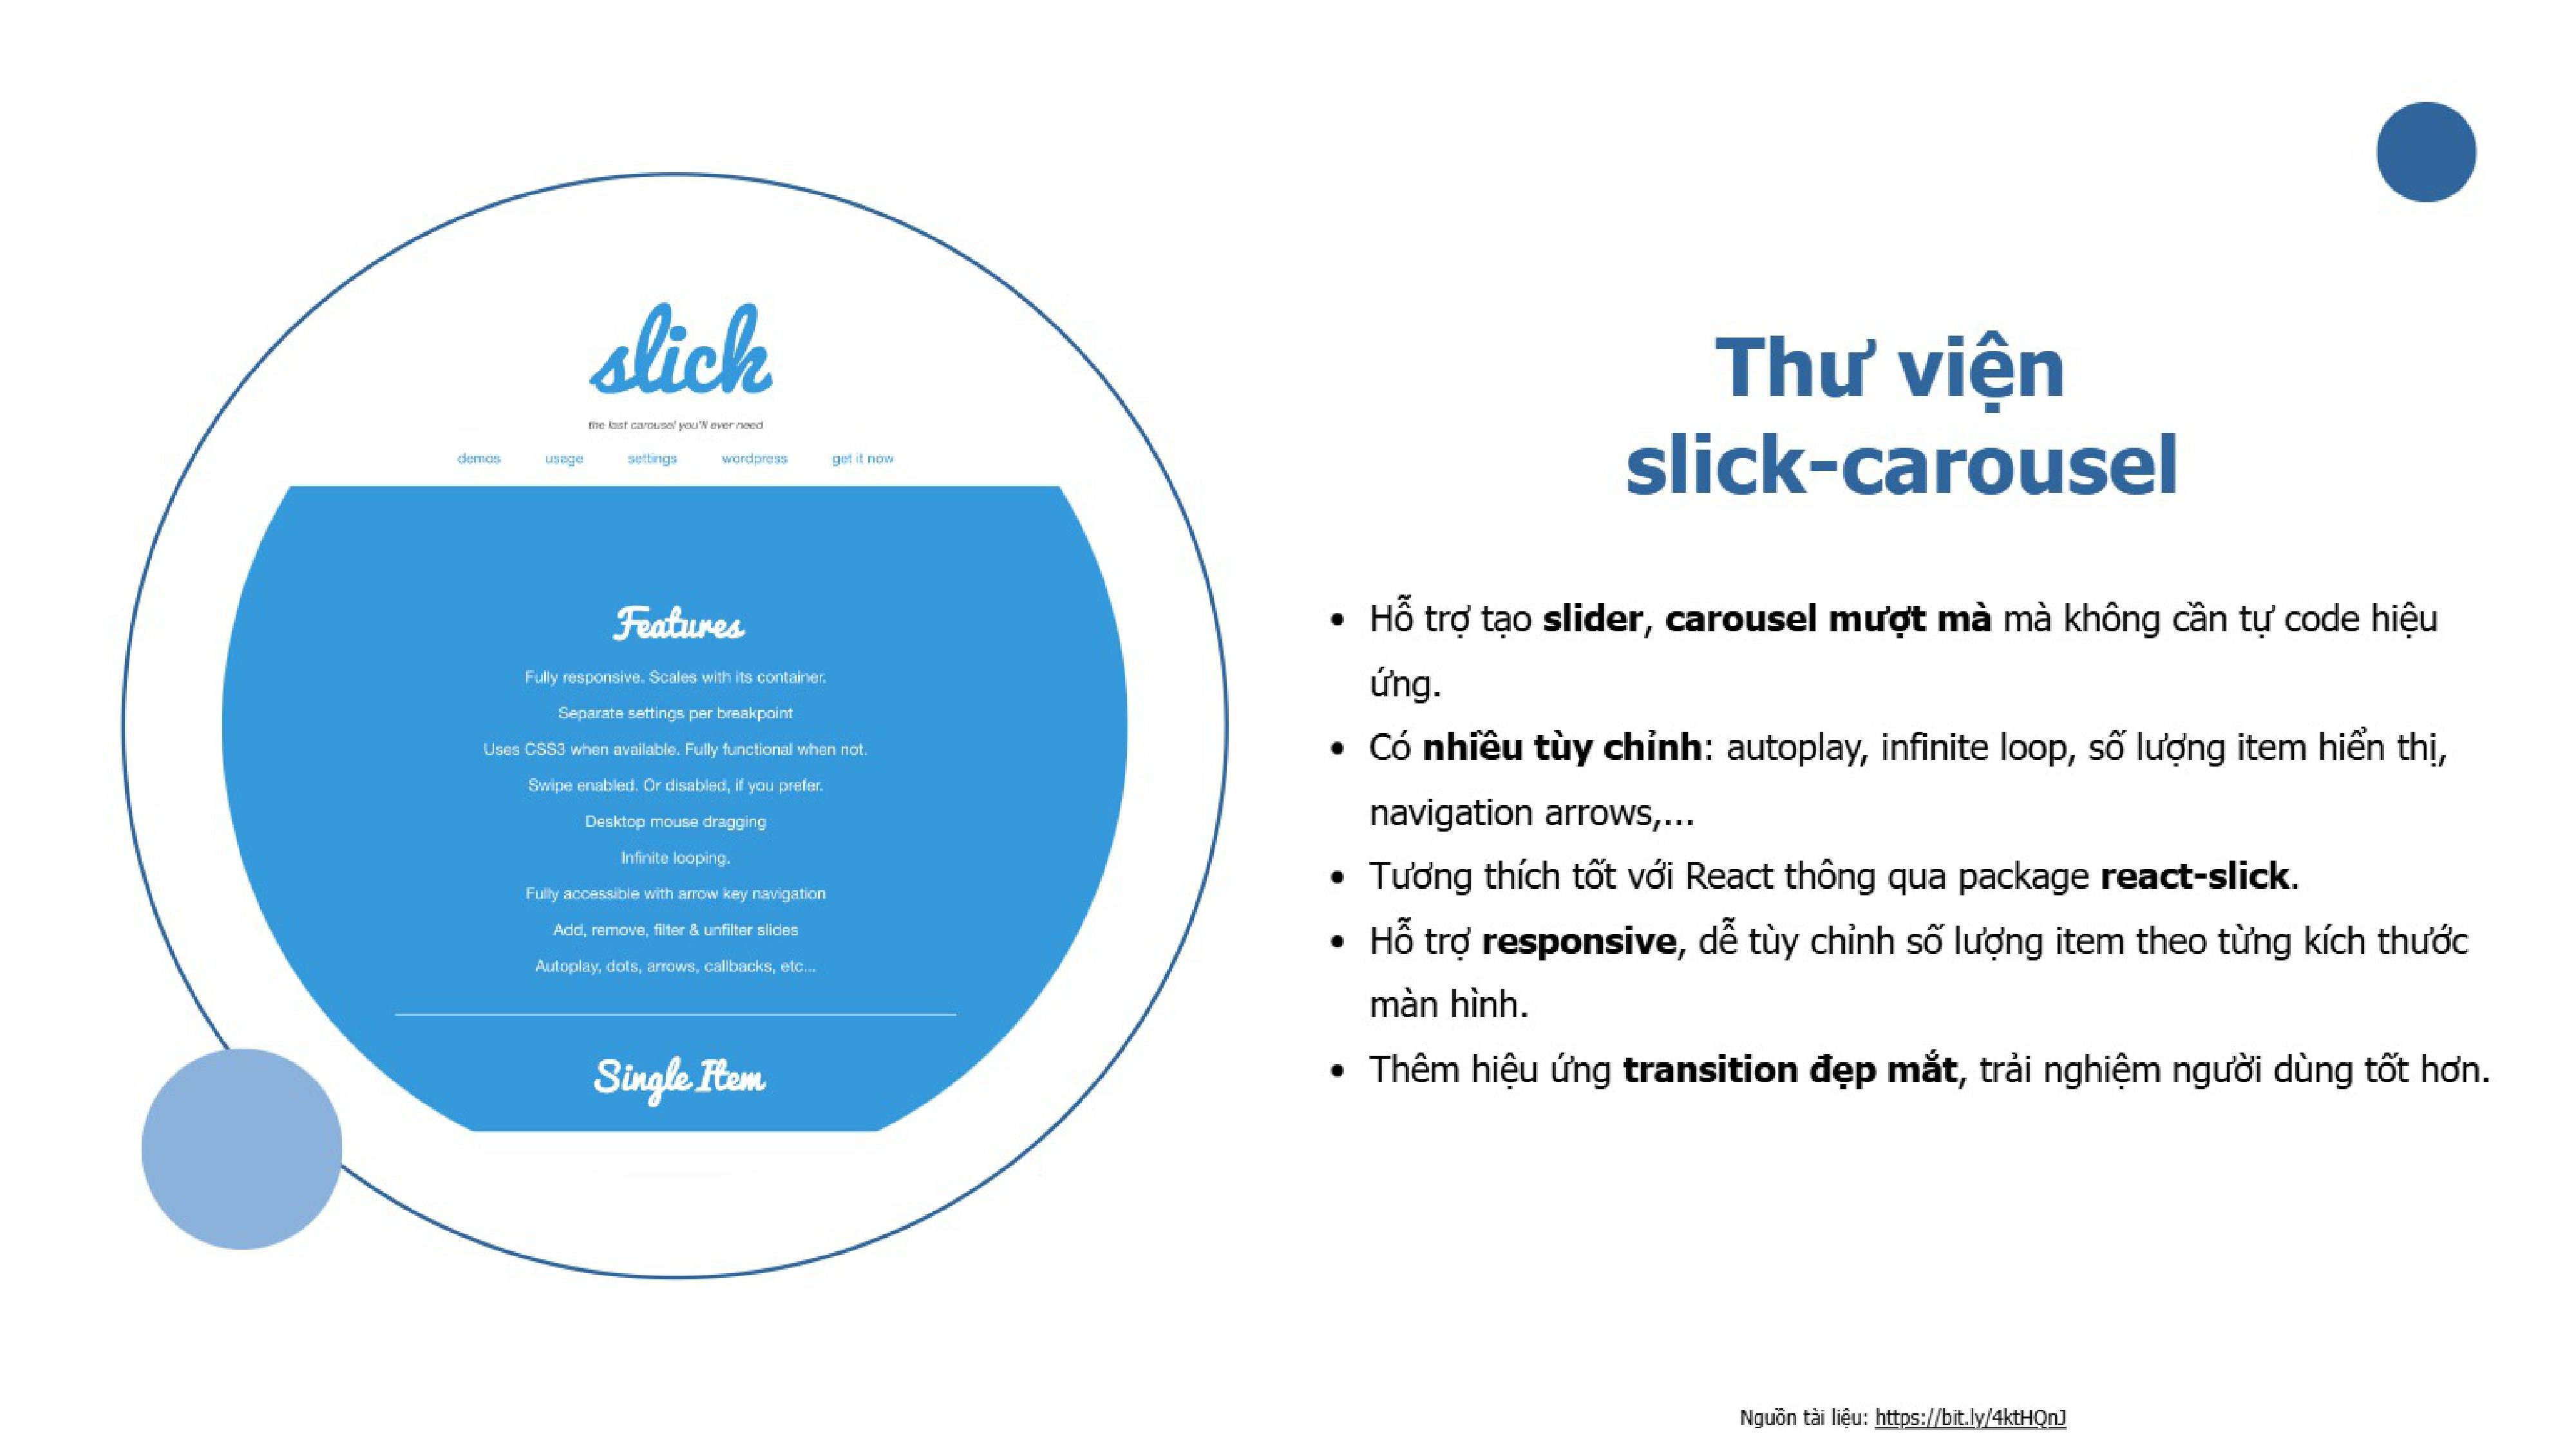 slick
the last carousel you'll ever need
demos usage settings wordpress get it now
Features
Fully responsive. Scales with its container.
Separate settings per breakpoint
Uses CSS3 when available. Fully functional when not.
Swipe enabled. Or disabled, if you prefer.
Desktop mouse dragging
Infinite looping.
Fully accessible with arrow key navigation
Add, remove, filter & unfilter slides
Autoplay, dots, arrows, callbacks, etc...
Single Item
Thư viện
slick-carousel
• Hỗ trợ tạo slider, carousel mượt mà mà không cần tự code hiệu
ứng.
• Có nhiều tùy chỉnh: autoplay, infinite loop, số lượng item hiển thị,
navigation arrows,...
• Tương thích tốt với React thông qua package react-slick.
• Hỗ trợ responsive, dễ tùy chỉnh số lượng item theo từng kích thước
màn hình.
• Thêm hiệu ứng transition đẹp mắt, trải nghiệm người dùng tốt hơn.
Nguồn tài liệu: https://bit.ly/4ktHQnJ